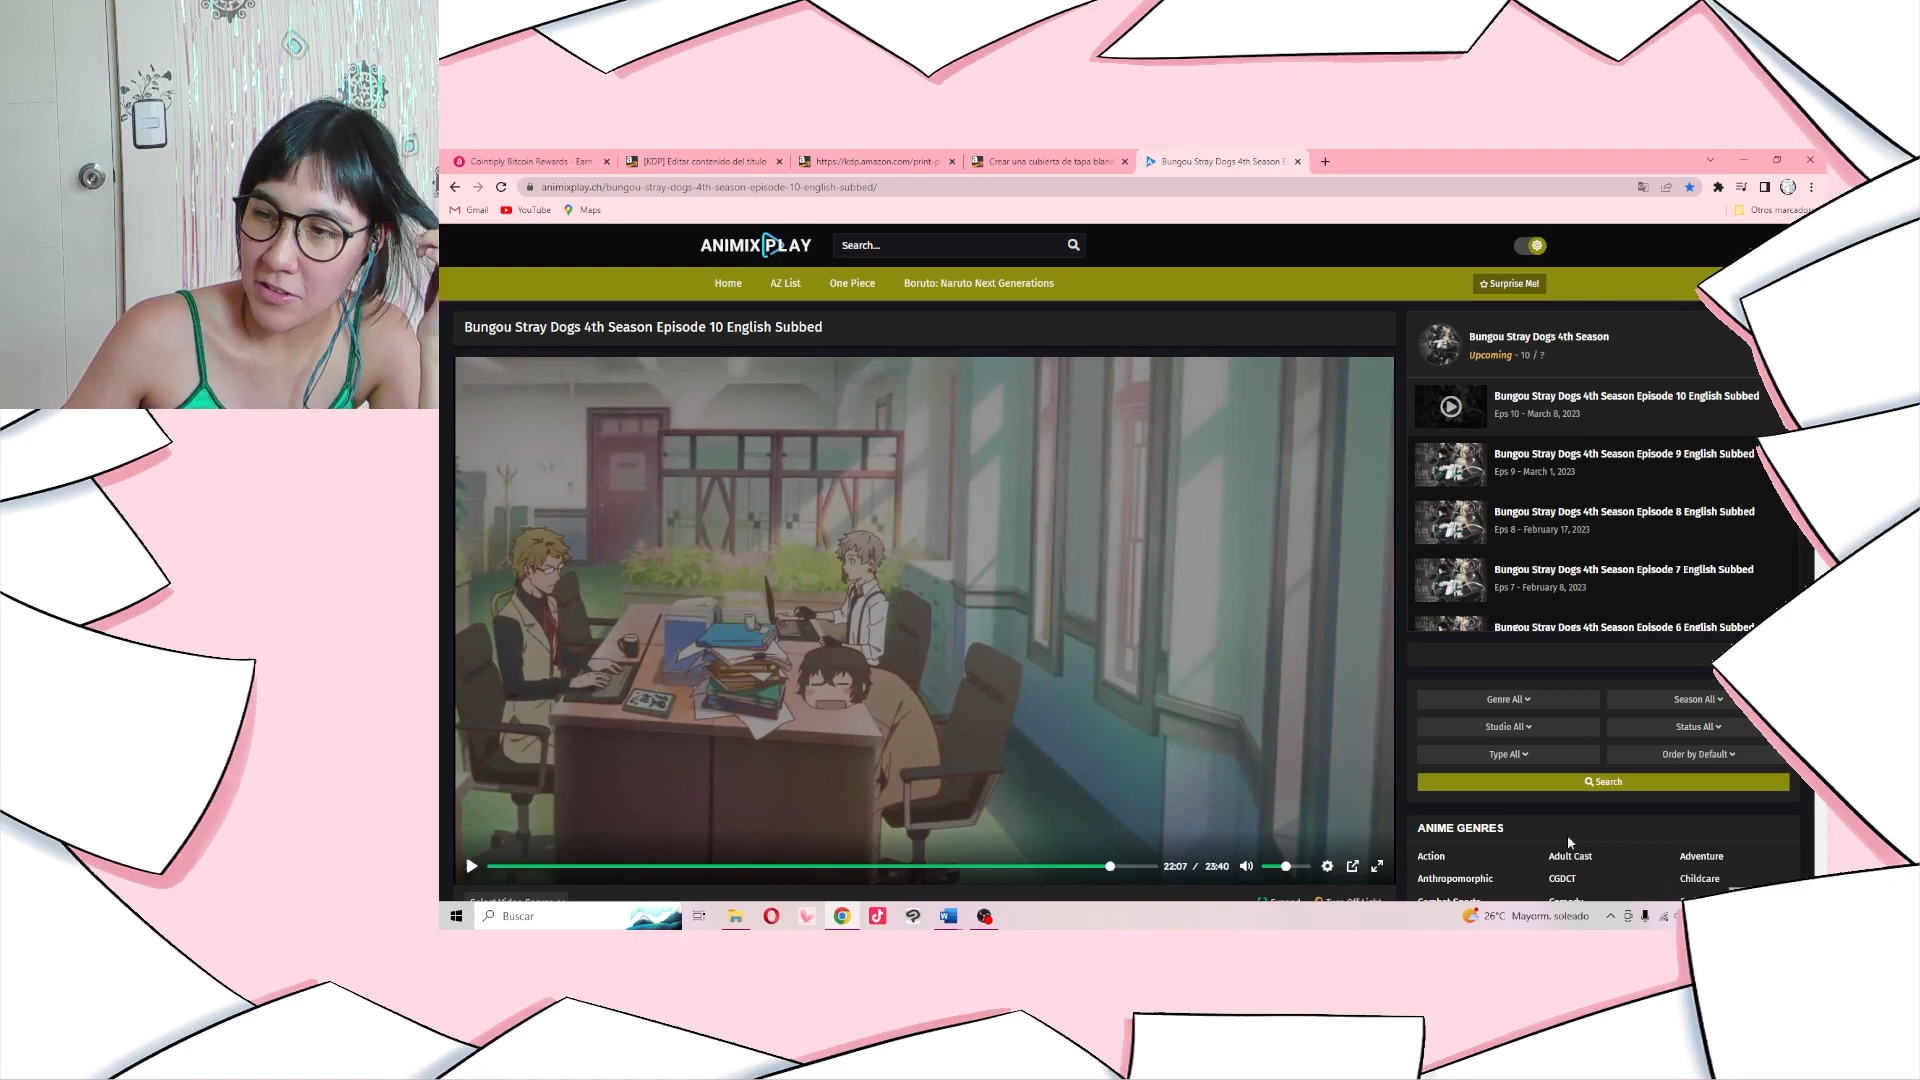 Cointiply Bitcoin Rewards - Earn
[KDP] Editar contenido del título
https://kdp.amazon.com/print-p
Crear una cubierta de tapa bland
Bungou Stray Dogs 4th Season E
animixplay.ch/bungou-stray-dogs-4th-season-episode-10-english-subbed/
Gmail
YouTube
Maps
Otros marcador
ANIMIXPLAY
Search...
Home
AZ List
One Piece
Boruto: Naruto Next Generations
Surprise Me!
Bungou Stray Dogs 4th Season Episode 10 English Subbed
Bungou Stray Dogs 4th Season
Upcoming - 10 / ?
Bungou Stray Dogs 4th Season Episode 10 English Subbed
Eps 10 - March 8, 2023
Bungou Stray Dogs 4th Season Episode 9 English Subbed
Eps 9 - March 1, 2023
Bungou Stray Dogs 4th Season Episode 8 English Subbed
Eps 8 - February 17, 2023
Bungou Stray Dogs 4th Season Episode 7 English Subbed
Eps 7 - February 8, 2023
Bungou Stray Dogs 4th Season Episode 6 English Subbed
Genre All
Season All
Studio All
Status All
Type All
Order by Default
Search
ANIME GENRES
Action
Adult Cast
Adventure
Anthropomorphic
CGDCT
Childcare
22:07 / 23:40
Buscar
26°C Mayorm. soleado